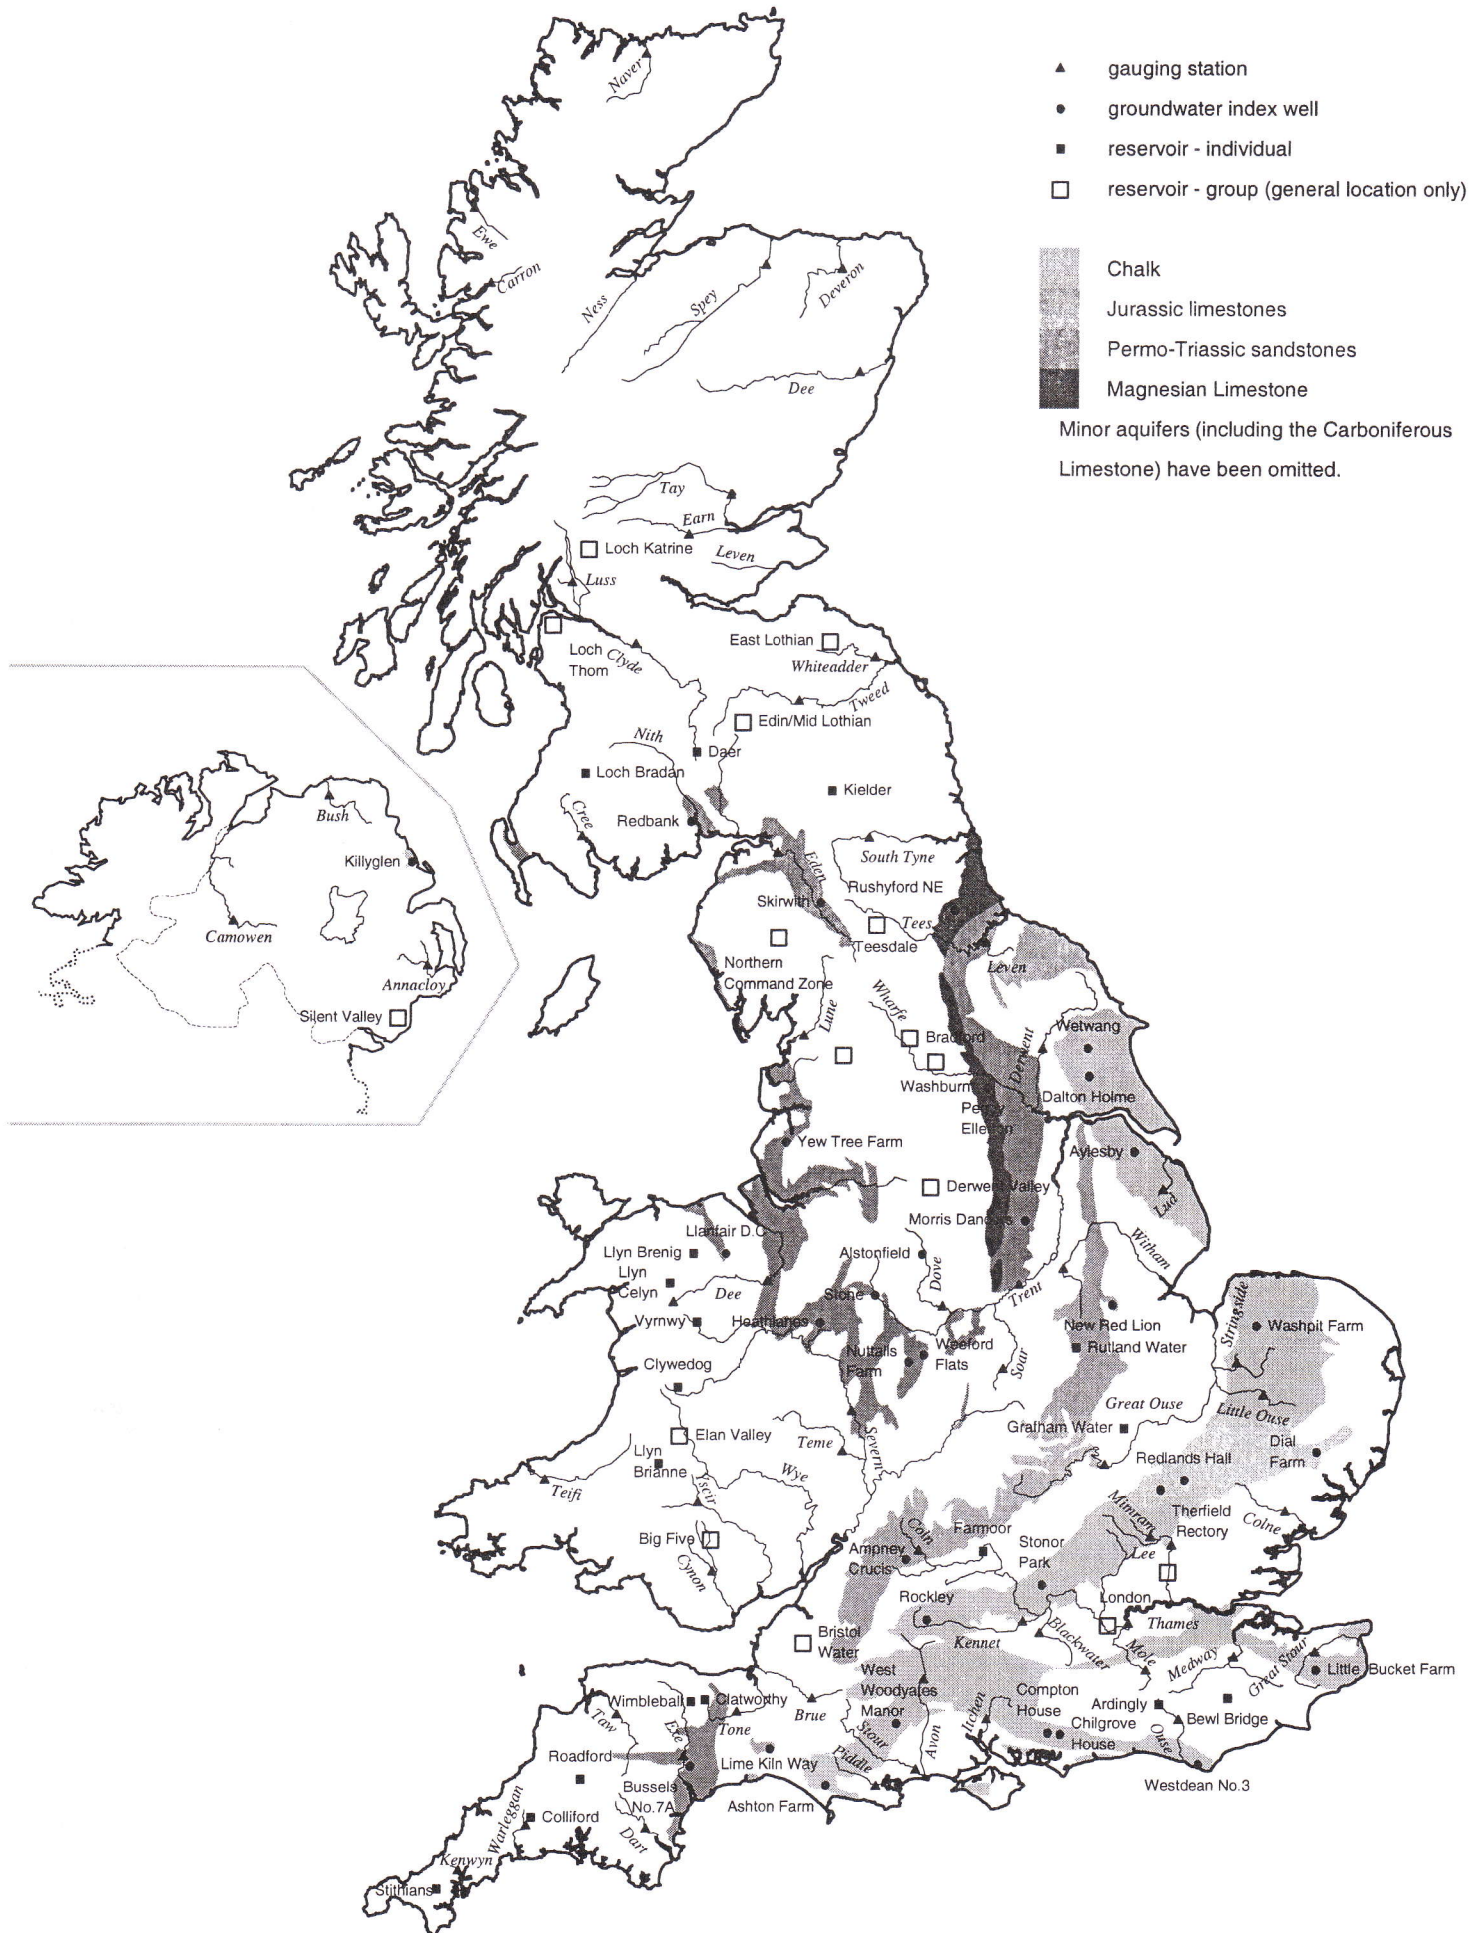 gauging station
groundwater index well
reservoir - individual
reservoir - group (general location only)
Chalk
Jurassic limestones
Permo-Triassic sandstones
Magnesian Limestone
Minor aquifers (including the Carboniferous
Limestone) have been omitted.
Naver
Ewe
Carron
Ness
Spey
Deveron
Dee
Tay
Earn
Leven
Loch Katrine
Luss
Loch
Thom
Clyde
East Lothian
Whiteadder
Tweed
Edin/Mid Lothian
Nith
Daer
Loch Bradan
Kielder
Cree
Redbank
Bush
Killyglen
Camowen
Annacloy
Silent Valley
Eden
South Tyne
Rushyford NE
Skirwith
Tees
Teesdale
Leven
Northern
Command Zone
Lune
Wharfe
Bradford
Washburn
Derwent
Wetwang
Dalton Holme
Yew Tree Farm
Aylesby
Lud
Derwent Valley
Morris Dancers
Witham
Llanfair D.C
Llyn Brenig
Llyn
Celyn
Dee
Vyrnwy
Alstonfield
Dove
Trent
Stone
Heathlanes
Nuttalls
Farm
Weeford
Flats
Soar
New Red Lion
Rutland Water
Stringside
Washpit Farm
Clywedog
Great Ouse
Little Ouse
Grafham Water
Elan Valley
Teme
Severn
Llyn
Brianne
Yscir
Wye
Teifi
Redlands Hall
Dial
Farm
Therfield
Rectory
Mimram
Colne
Lee
Big Five
Cynon
Coln
Farmoor
Ampney
Crucis
Stonor
Park
Rockley
London
Thames
Bristol
Water
Kennet
Blackwater
Mole
Medway
Great Stour
Little Bucket Farm
West
Woodyates
Manor
Compton
House
Chilgrove
House
Ardingly
Bewl Bridge
Itchen
Ouse
Westdean No.3
Wimbleball
Clatworthy
Taw
Exe
Tone
Brue
Stour
Avon
Piddle
Roadford
Lime Kiln Way
Bussels
No.7A
Ashton Farm
Warleggan
Colliford
Dart
Kenwyn
Stithians